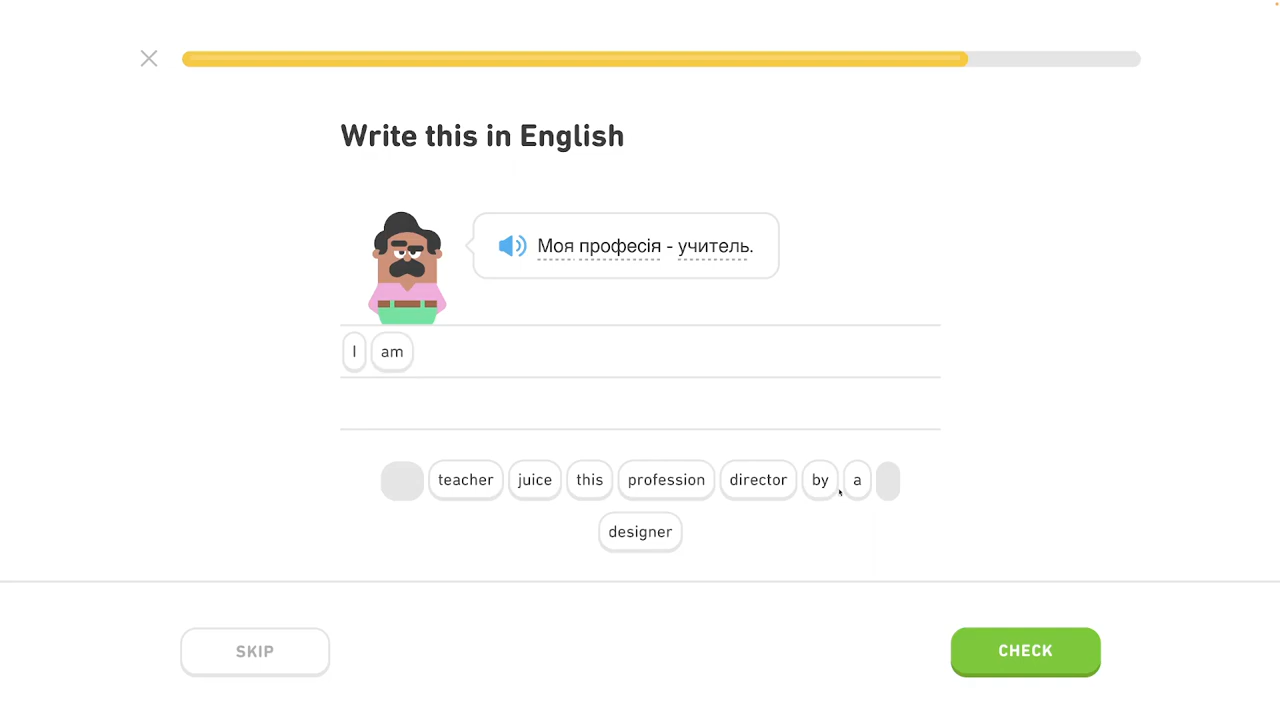 Write this in English
Моя професія - учитель.
I am
teacher juice this profession director by a
designer
SKIP CHECK